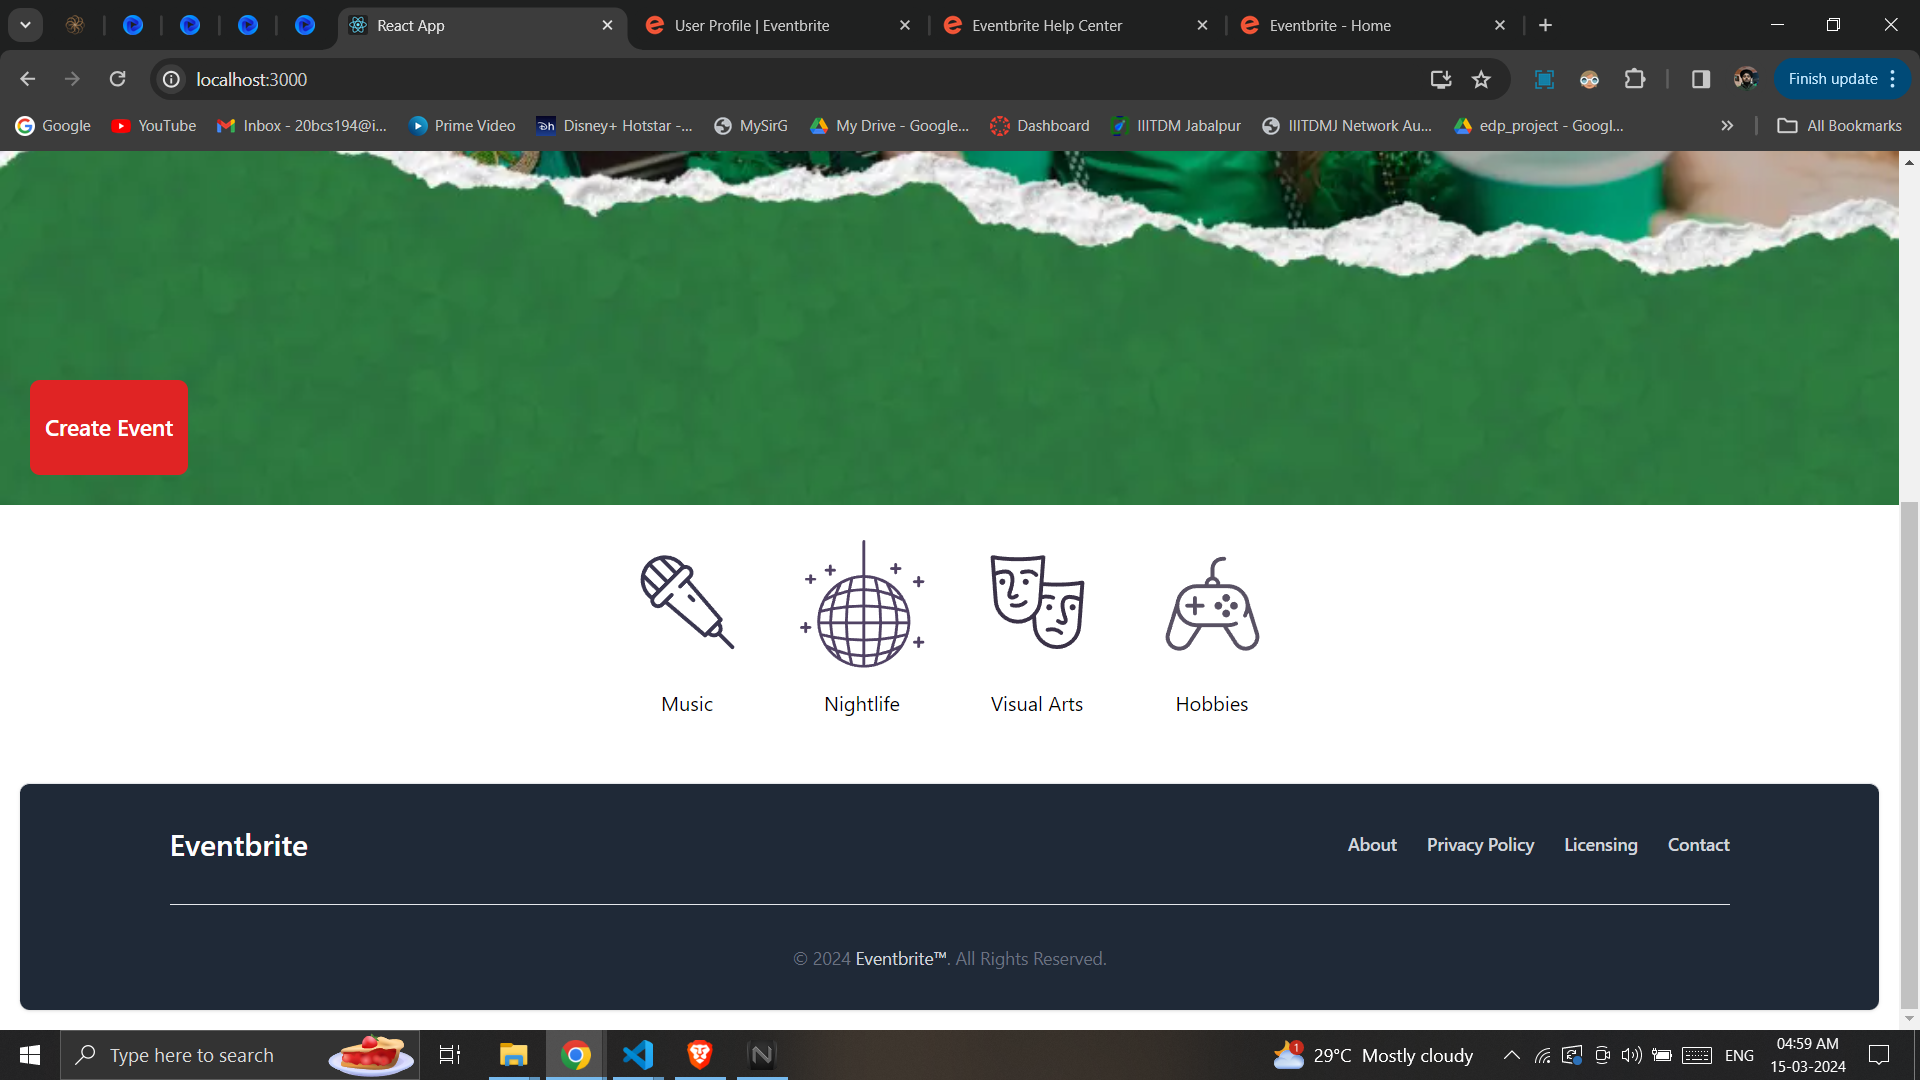 React App
User Profile | Eventbrite
Eventbrite Help Center
Eventbrite - Home
localhost:3000
Finish update
Google
YouTube
Inbox - 20bcs194@i...
Prime Video
Disney+ Hotstar -...
MySirG
My Drive - Google...
Dashboard
IIITDM Jabalpur
IIITDMJ Network Au...
edp_project - Googl...
All Bookmarks
Create Event
Music
Nightlife
Visual Arts
Hobbies
Eventbrite
About
Privacy Policy
Licensing
Contact
© 2024 Eventbrite™. All Rights Reserved.
Type here to search
1
29°C Mostly cloudy
ENG
04:59 AM
15-03-2024